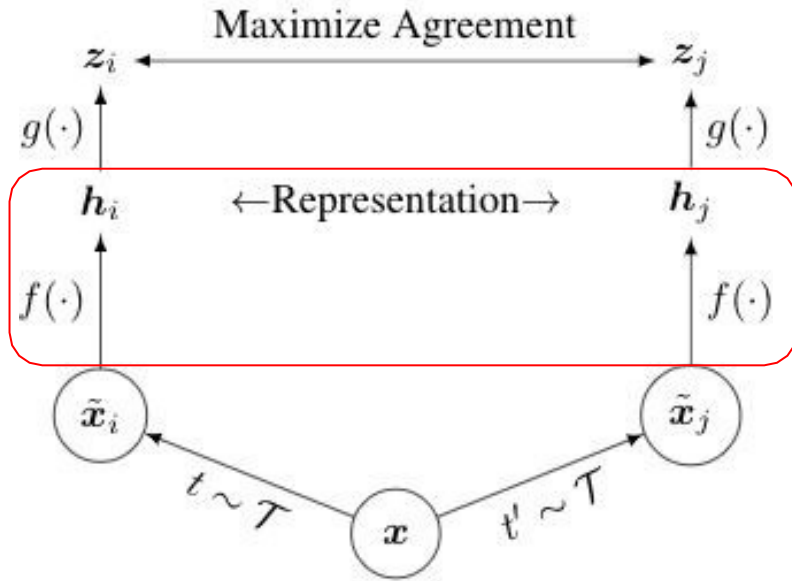 Maximize Agreement
z_i z_j
g(·) g(·)
h_i ←Representation→ h_j
f(·) f(·)
x̃_i x̃_j
t ~ 𝒯 t' ~ 𝒯
x